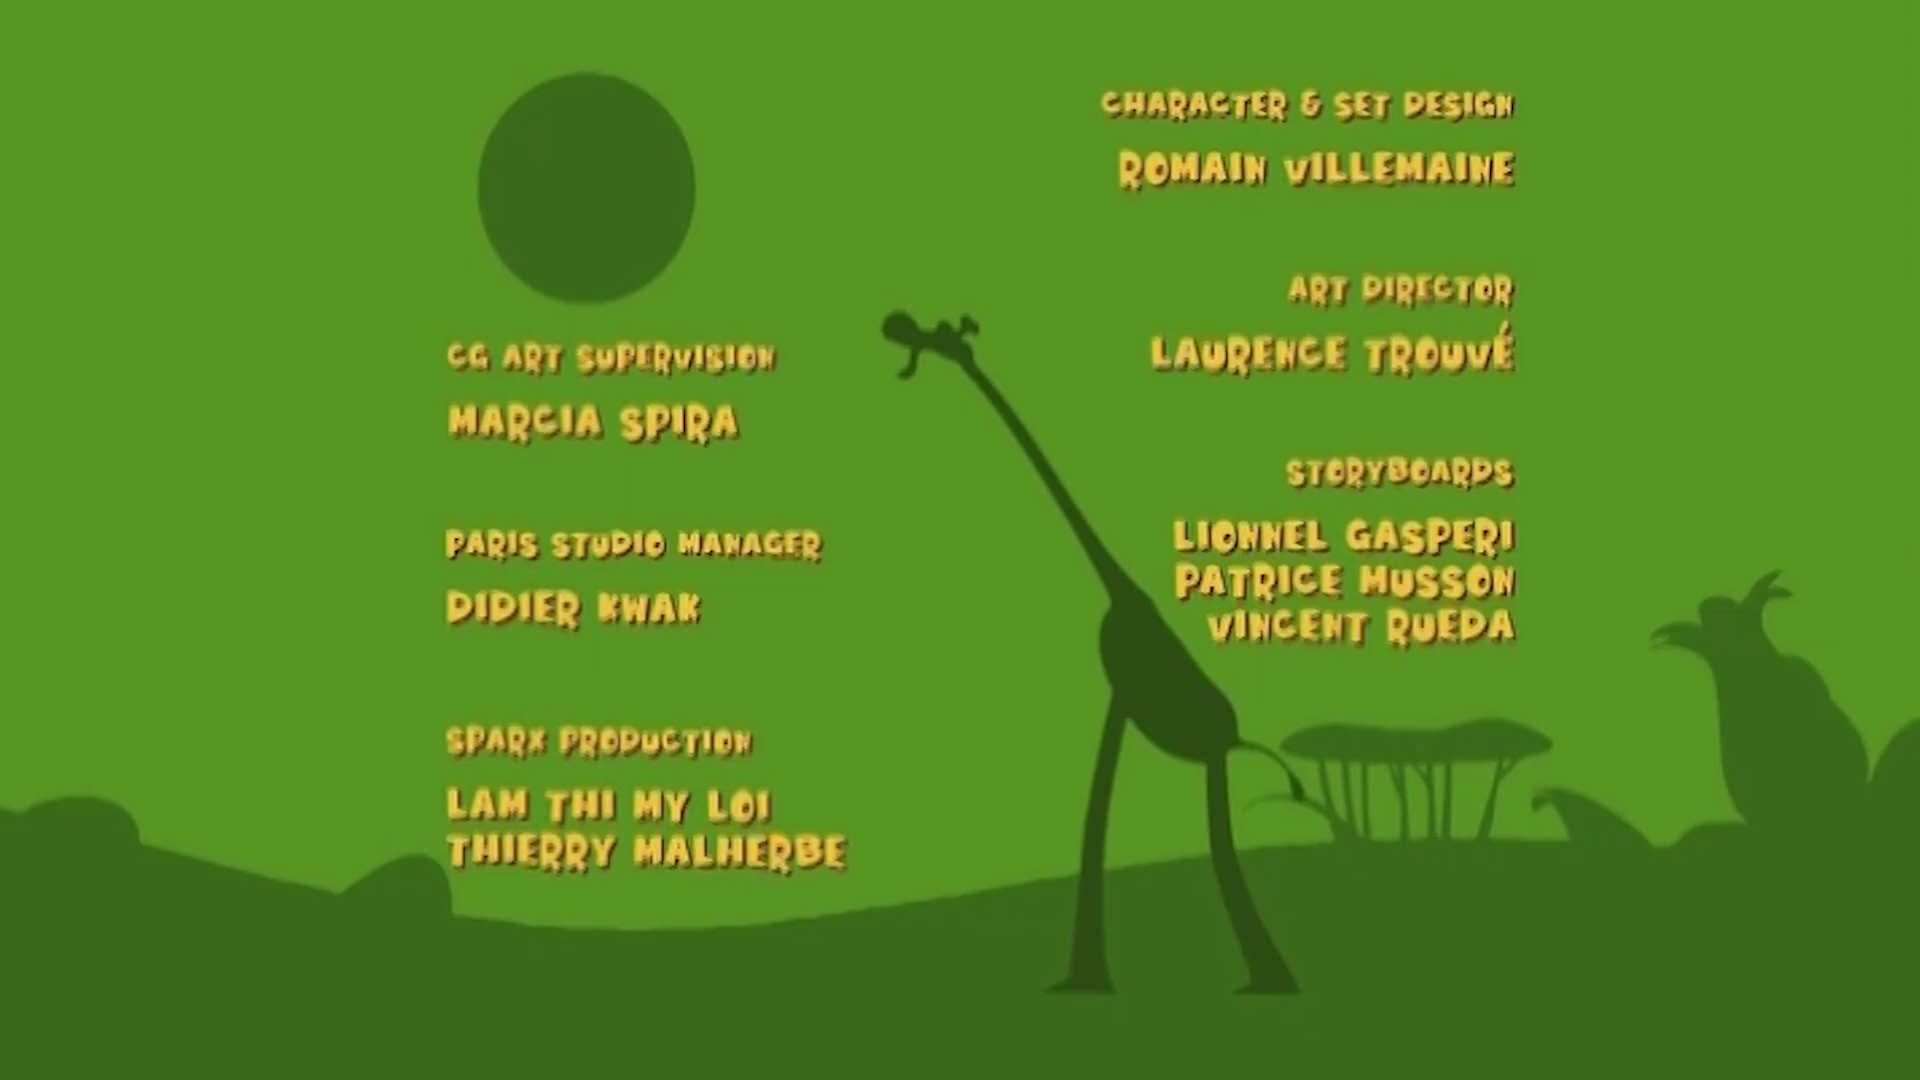 CG ART SUPERVISION
MARCIA SPIRA
PARIS STUDIO MANAGER
DIDIER KWAK
SPARX PRODUCTION
LAM THI MY LOI
THIERRY MALHERBE
CHARACTER & SET DESIGN
ROMAIN VILLEMAINE
ART DIRECTOR
LAURENCE TROUVÉ
STORYBOARDS
LIONNEL GASPERI
PATRICE MUSSON
VINCENT RUEDA